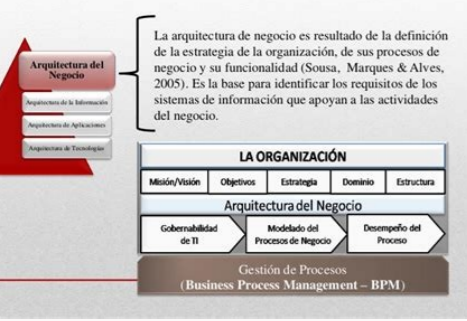 La arquitectura de negocio es resultado de la definición
de la estrategia de la organización, de sus procesos de
negocio y su funcionalidad (Sousa, Marques & Alves,
2005). Es la base para identificar los requisitos de los
sistemas de información que apoyan a las actividades
del negocio.
Arquitectura del
Negocio
Arquitectura de la Información
Arquitectura de Aplicaciones
Arquitectura de Tecnologías
LA ORGANIZACIÓN
Misión/Visión Objetivos Estrategia Dominio Estructura
Arquitectura del Negocio
Gobernabilidad
de TI
Modelado del
Procesos de Negocio
Desempeño del
Proceso
Gestión de Procesos
(Business Process Management – BPM)